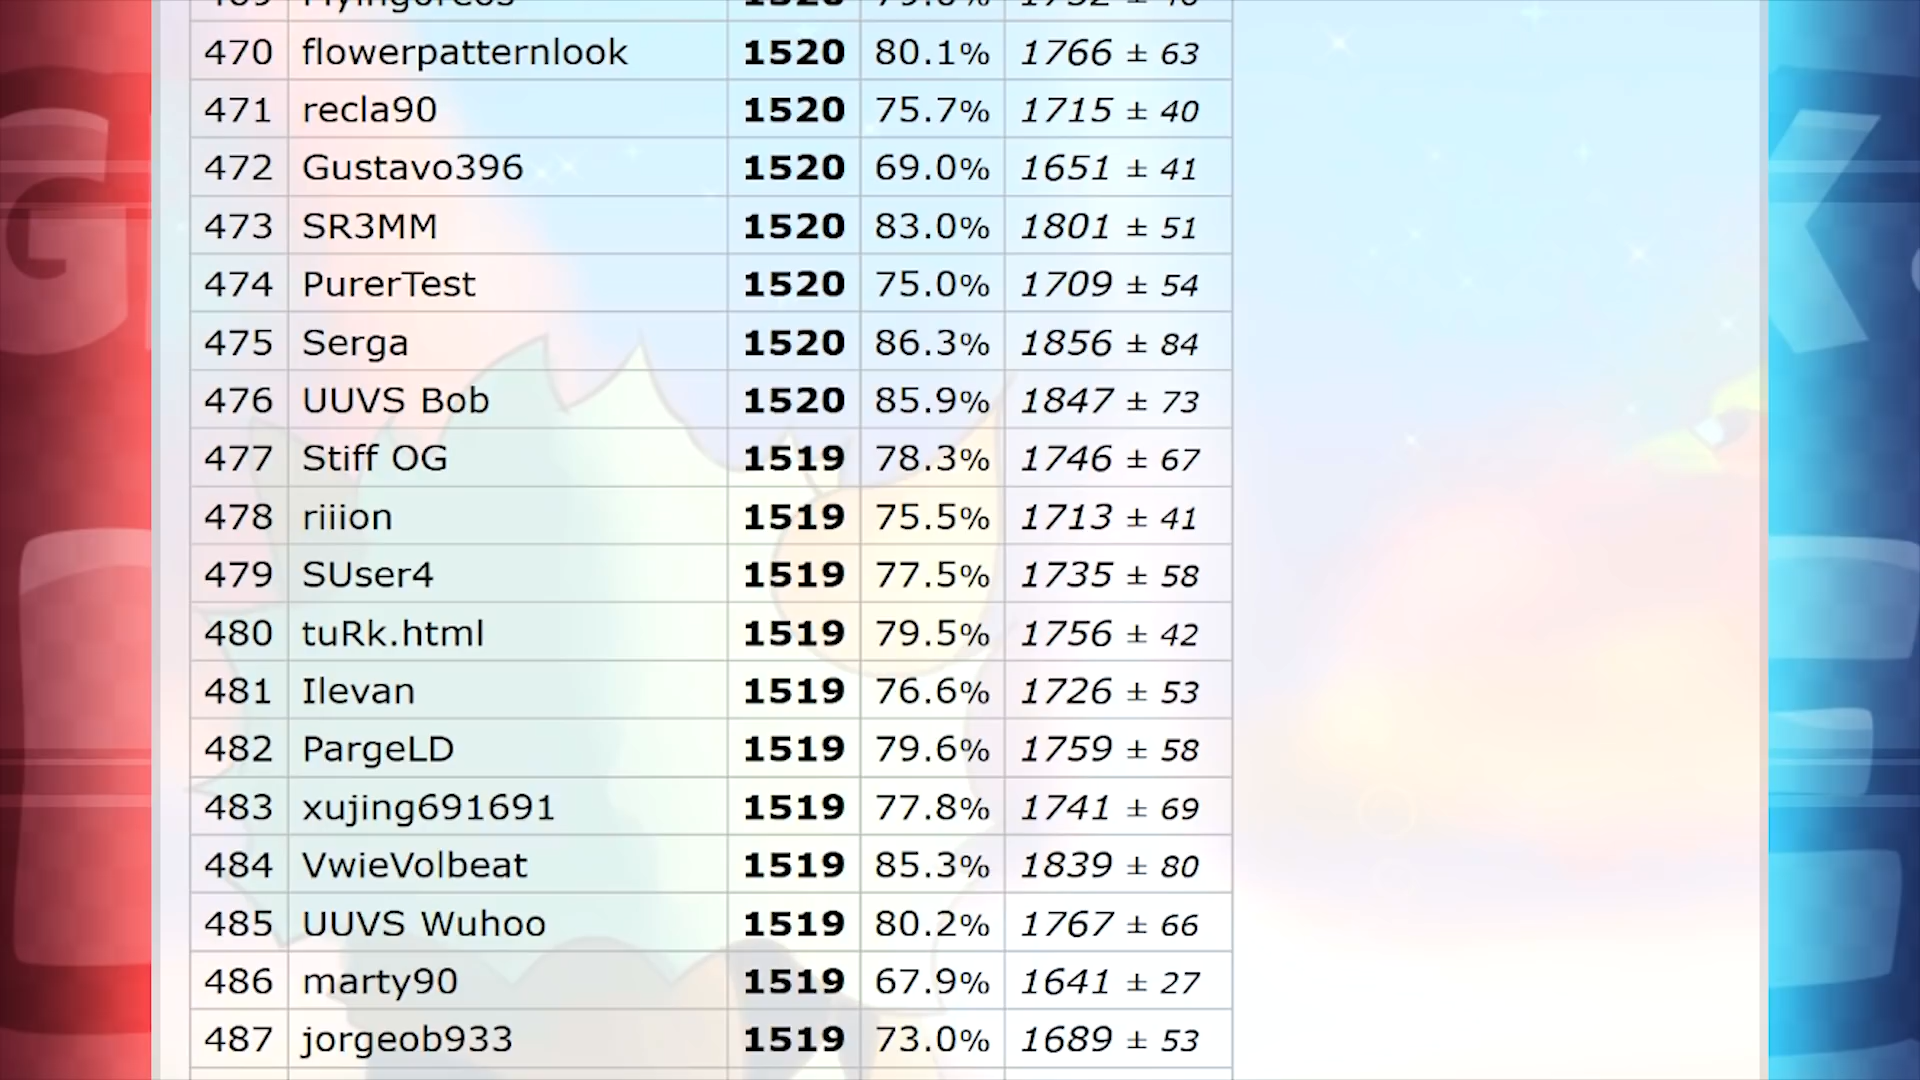 470 flowerpatternlook 1520 80.1% 1766 ± 63
471 recla90 1520 75.7% 1715 ± 40
472 Gustavo396 1520 69.0% 1651 ± 41
473 SR3MM 1520 83.0% 1801 ± 51
474 PurerTest 1520 75.0% 1709 ± 54
475 Serga 1520 86.3% 1856 ± 84
476 UUVS Bob 1520 85.9% 1847 ± 73
477 Stiff OG 1519 78.3% 1746 ± 67
478 riiion 1519 75.5% 1713 ± 41
479 SUser4 1519 77.5% 1735 ± 58
480 tuRk.html 1519 79.5% 1756 ± 42
481 Ilevan 1519 76.6% 1726 ± 53
482 PargeLD 1519 79.6% 1759 ± 58
483 xujing691691 1519 77.8% 1741 ± 69
484 VwieVolbeat 1519 85.3% 1839 ± 80
485 UUVS Wuhoo 1519 80.2% 1767 ± 66
486 marty90 1519 67.9% 1641 ± 27
487 jorgeob933 1519 73.0% 1689 ± 53